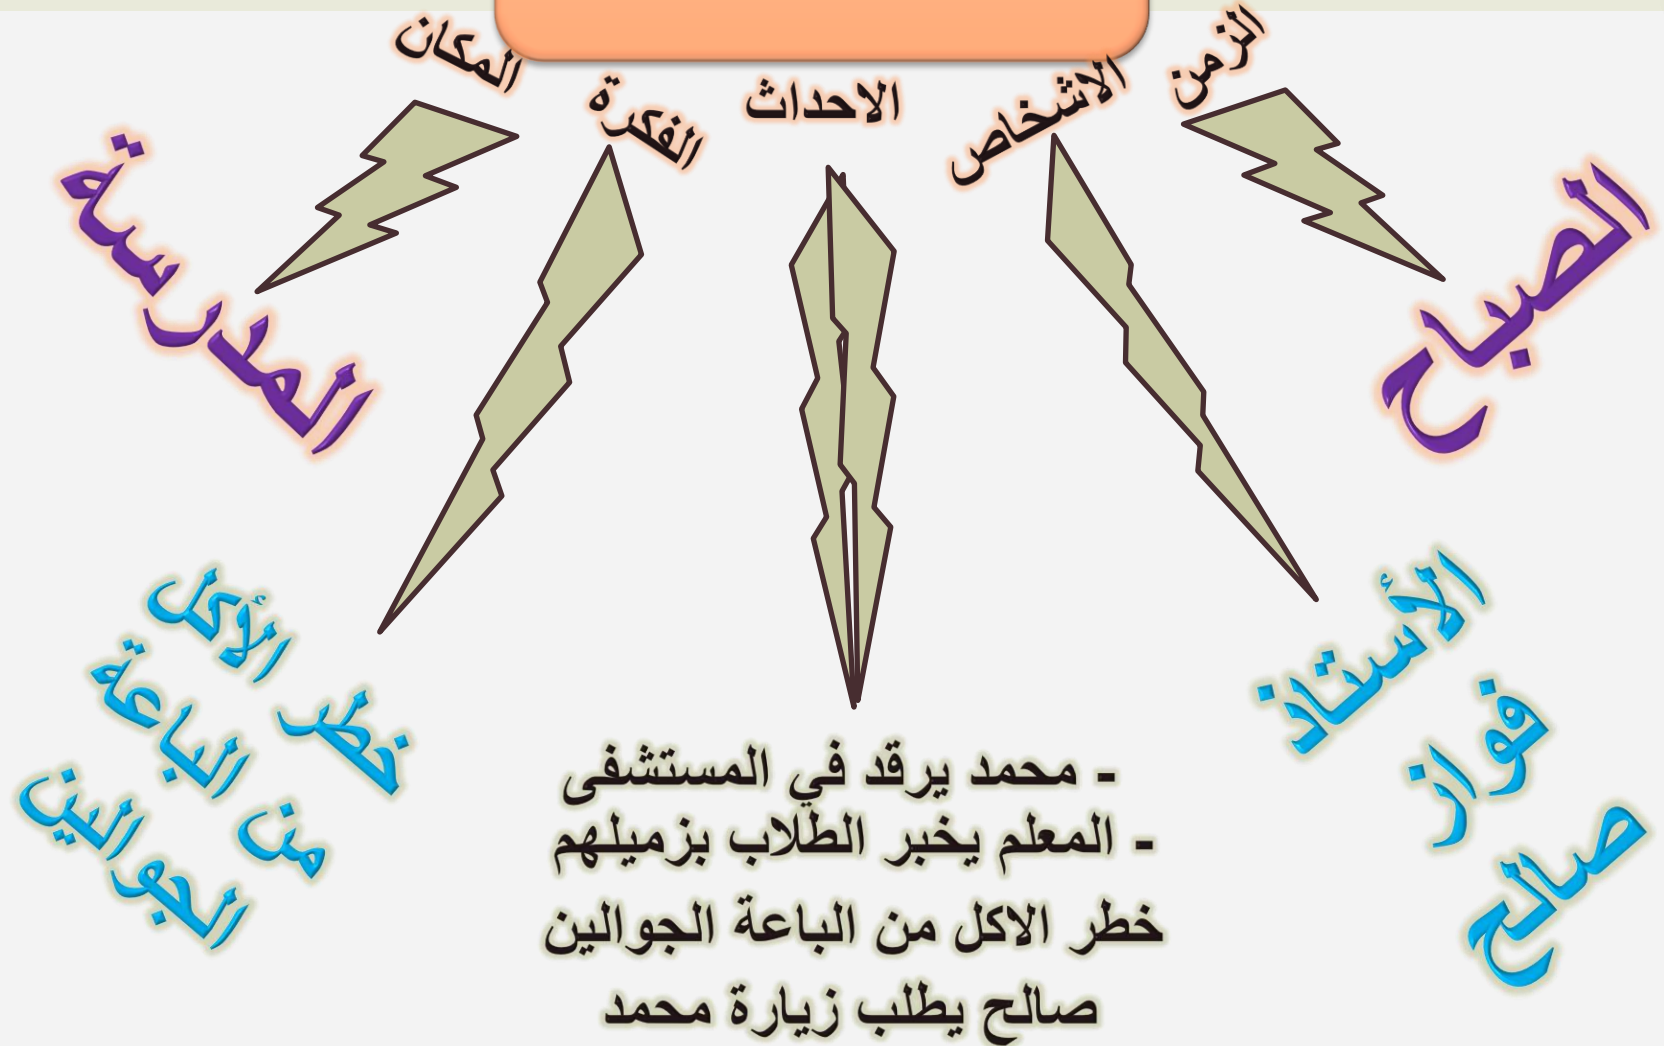 الزمن
الاشخاص
الاحداث
الفكرة
المكان
الصباح
المدرسة
الأستاذ
فواز
صالح
خطر الأكل
من الباعة
الجوالين
- محمد يرقد في المستشفى
- المعلم يخبر الطلاب بزميلهم
خطر الاكل من الباعة الجوالين
صالح يطلب زيارة محمد